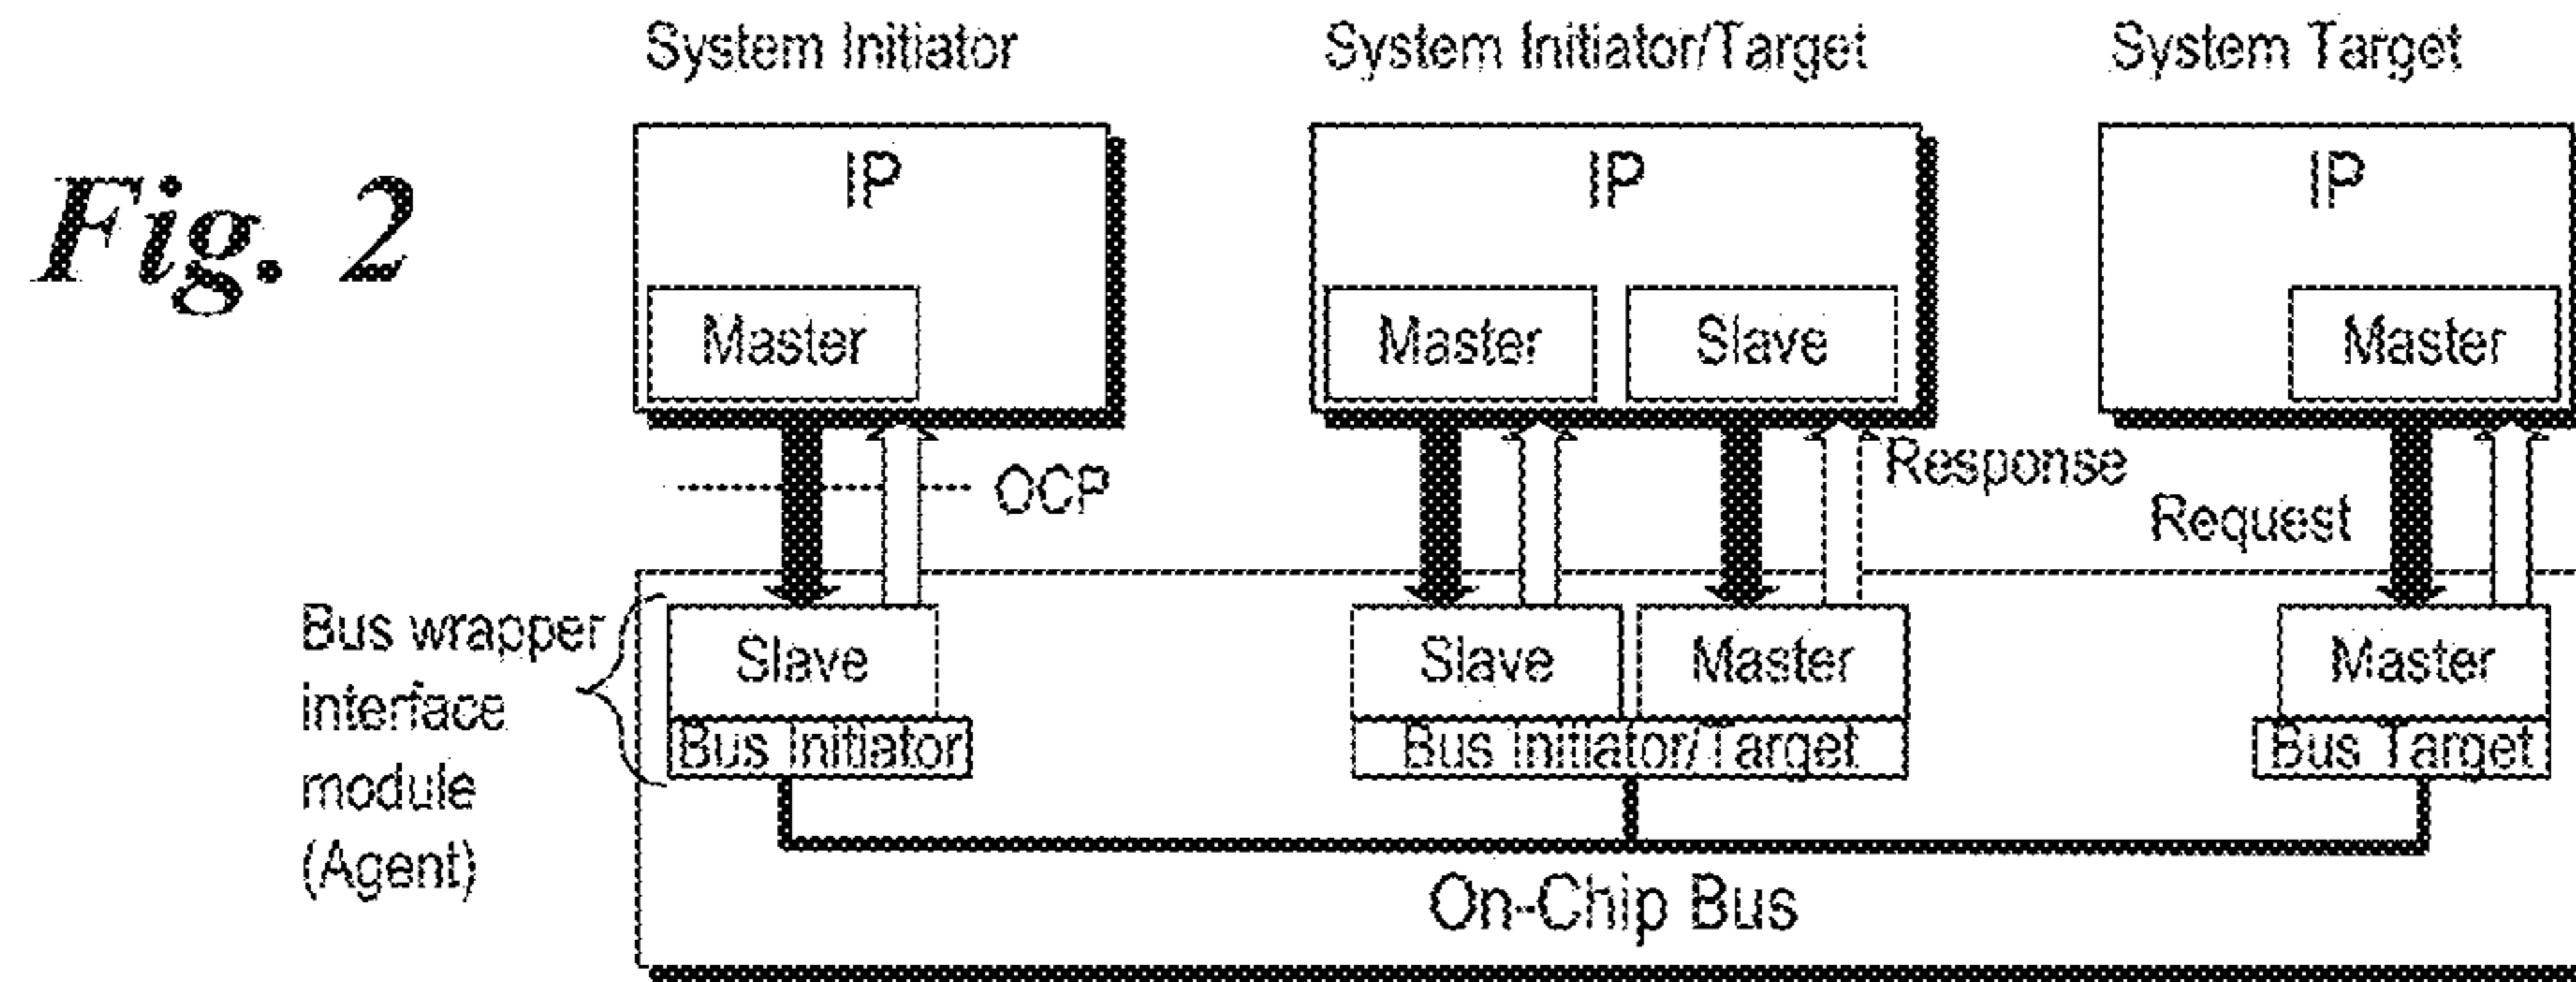 System Initiator
System Initiator/Target
System Target
Fig. 2
IP
IP
IP
Master
Master
Slave
Master
OCP
Response
Request
Bus wrapper
interface
module
(Agent)
Slave
Slave
Master
Master
Bus Initiator
Bus Initiator/Target
Bus Target
On-Chip Bus